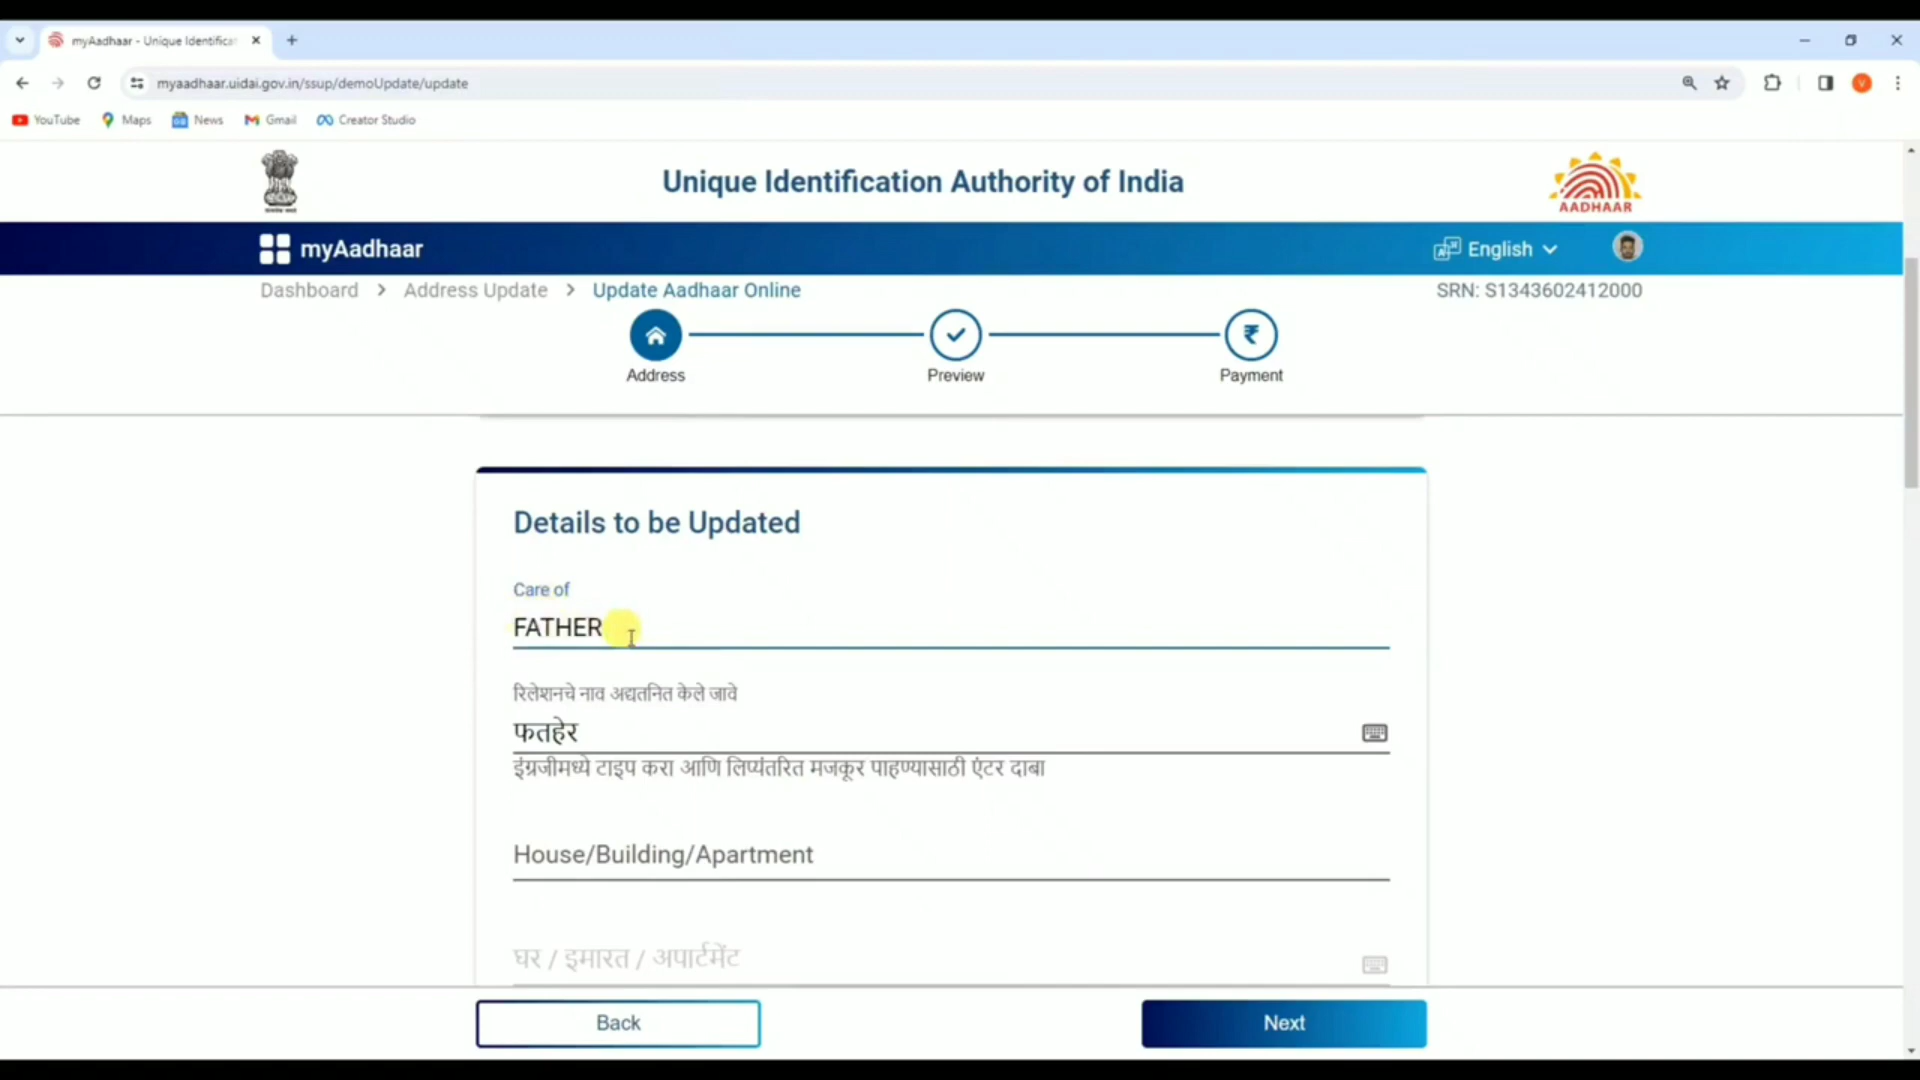 myAadhaar - Unique Identificat
myaadhaar.uidai.gov.in/ssup/demoUpdate/update
YouTube Maps News Gmail Creator Studio
Unique Identification Authority of India
AADHAAR
myAadhaar
English
Dashboard > Address Update > Update Aadhaar Online
SRN: S1343602412000
Address Preview Payment
Details to be Updated
Care of
FATHER
रिलेशनचे नाव अद्यतनित केले जावे
फतहेर
इंग्रजीमध्ये टाइप करा आणि लिप्यंतरित मजकूर पाहण्यासाठी एंटर दाबा
House/Building/Apartment
घर / इमारत / अपार्टमेंट
Back
Next